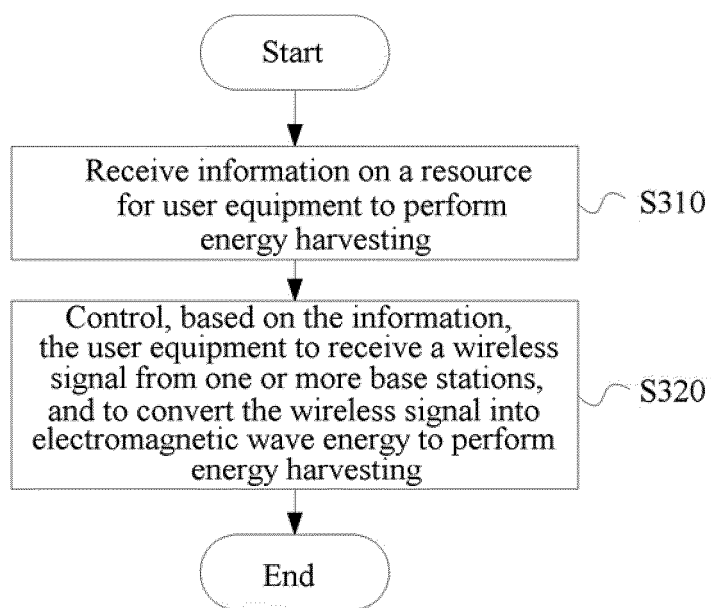 Start
Receive information on a resource
for user equipment to perform
energy harvesting
S310
Control, based on the information,
the user equipment to receive a wireless
signal from one or more base stations,
and to convert the wireless signal into
electromagnetic wave energy to perform
energy harvesting
S320
End